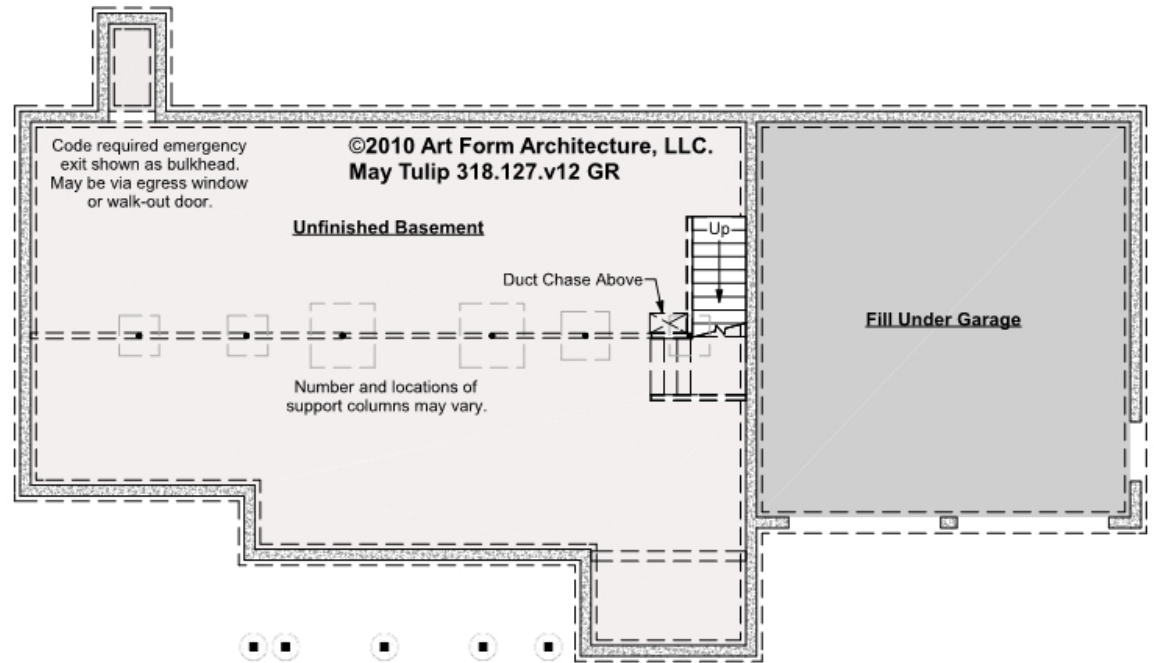 Code required emergency
exit shown as bulkhead.
May be via egress window
or walk-out door.
©2010 Art Form Architecture, LLC.
May Tulip 318.127.v12 GR
Unfinished Basement
Up
Duct Chase Above
Fill Under Garage
Number and locations of
support columns may vary.